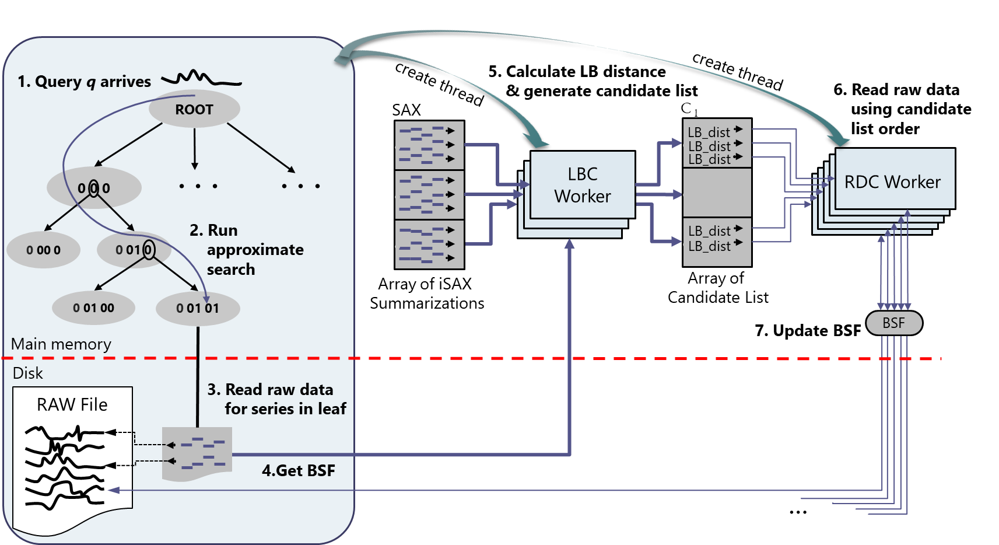 1. Query q arrives
ROOT
0 0 0
. . .
. . .
0 00 0
0 01 0
2. Run
approximate
search
0 01 00
0 01 01
Main memory
Disk
RAW File
3. Read raw data
for series in leaf
4.Get BSF
create thread
create thread
5. Calculate LB distance
& generate candidate list
SAX
Array of iSAX
Summarizations
LBC
Worker
C1
LB_dist
LB_dist
LB_dist
LB_dist
LB_dist
Array of
Candidate List
6. Read raw data
using candidate
list order
RDC Worker
BSF
7. Update BSF
...